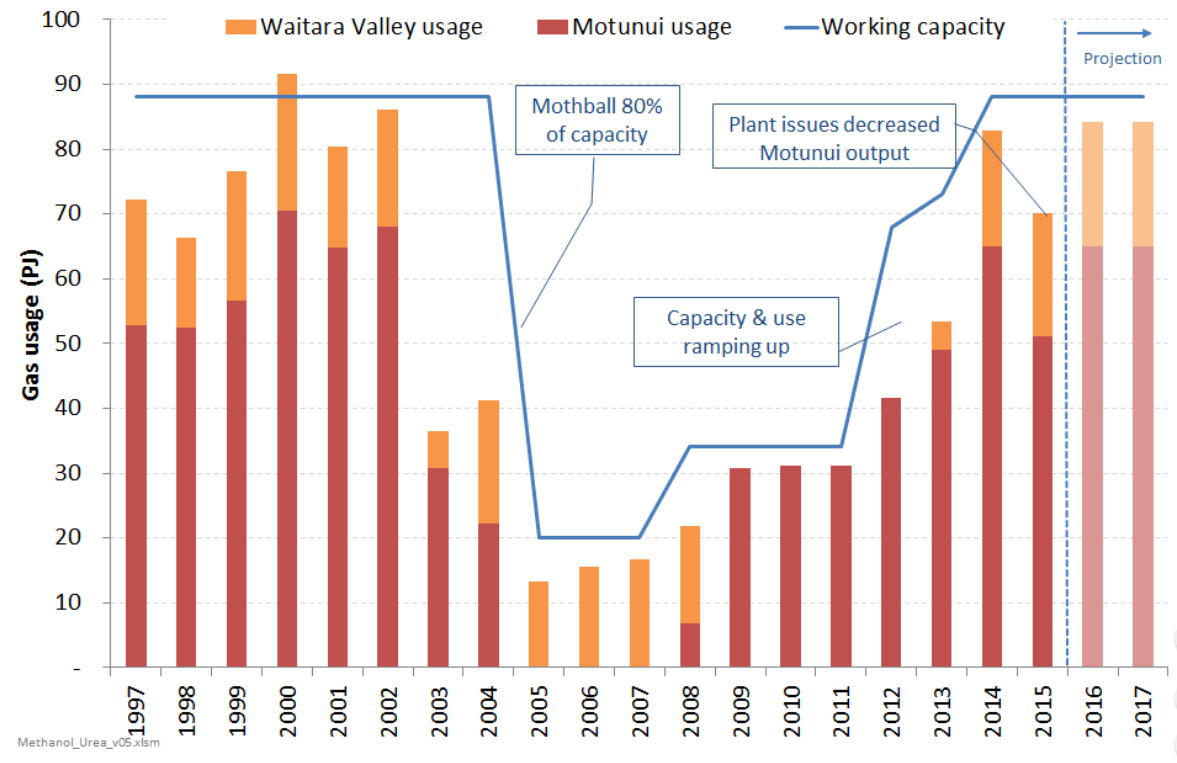 Waitara Valley usage
Motunui usage
Working capacity
Projection
Mothball 80%
of capacity
Plant issues decreased
Motunui output
Capacity & use
ramping up
Gas usage (PJ)
100
90
80
70
60
50
40
30
20
10
-
1997
1998
1999
2000
2001
2002
2003
2004
2005
2006
2007
2008
2009
2010
2011
2012
2013
2014
2015
2016
2017
Methanol_Urea_v05.xlsm